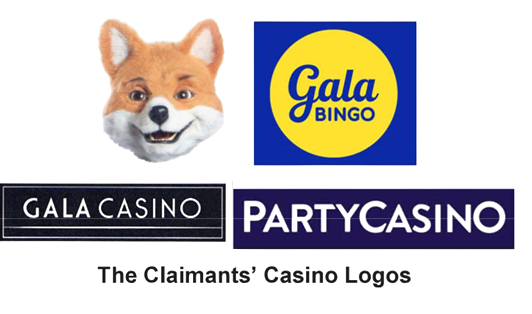 Gala
BINGO
GALA CASINO
PARTYCASINO
The Claimants’ Casino Logos